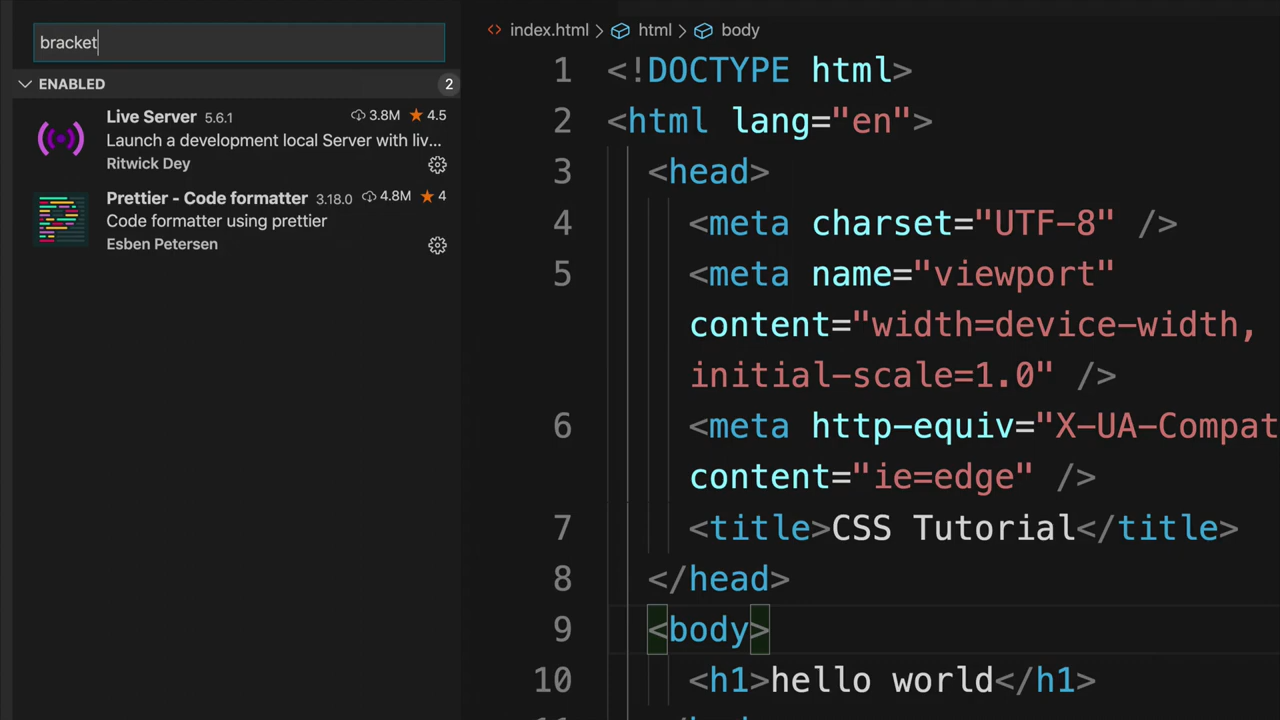 bracket
ENABLED
2
Live Server 5.6.1 3.8M 4.5
Launch a development local Server with liv...
Ritwick Dey
Prettier - Code formatter 3.18.0 4.8M 4
Code formatter using prettier
Esben Petersen
index.html > html > body
1 <!DOCTYPE html>
2 <html lang="en">
3 <head>
4 <meta charset="UTF-8" />
5 <meta name="viewport"
content="width=device-width,
initial-scale=1.0" />
6 <meta http-equiv="X-UA-Compat
content="ie=edge" />
7 <title>CSS Tutorial</title>
8 </head>
9 <body>
10 <h1>hello world</h1>